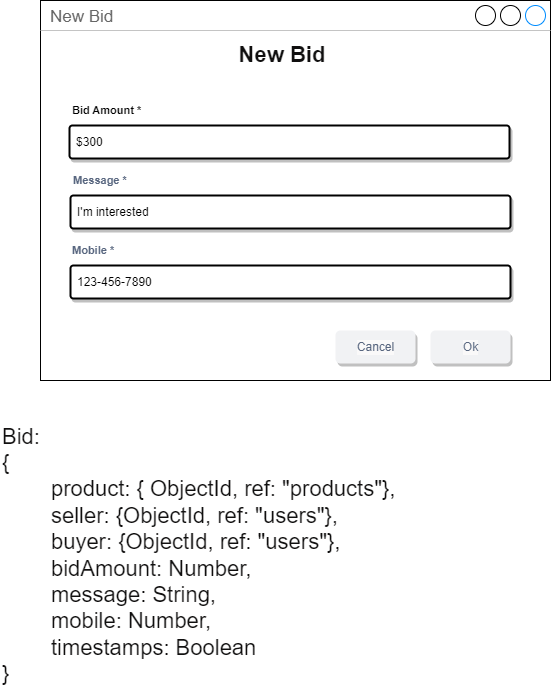 New Bid
New Bid
Bid Amount *
$300
Message *
I'm interested
Mobile *
123-456-7890
Cancel Ok
Bid:
{
product: { ObjectId, ref: "products"},
seller: {ObjectId, ref: "users"},
buyer: {ObjectId, ref: "users"},
bidAmount: Number,
message: String,
mobile: Number,
timestamps: Boolean
}